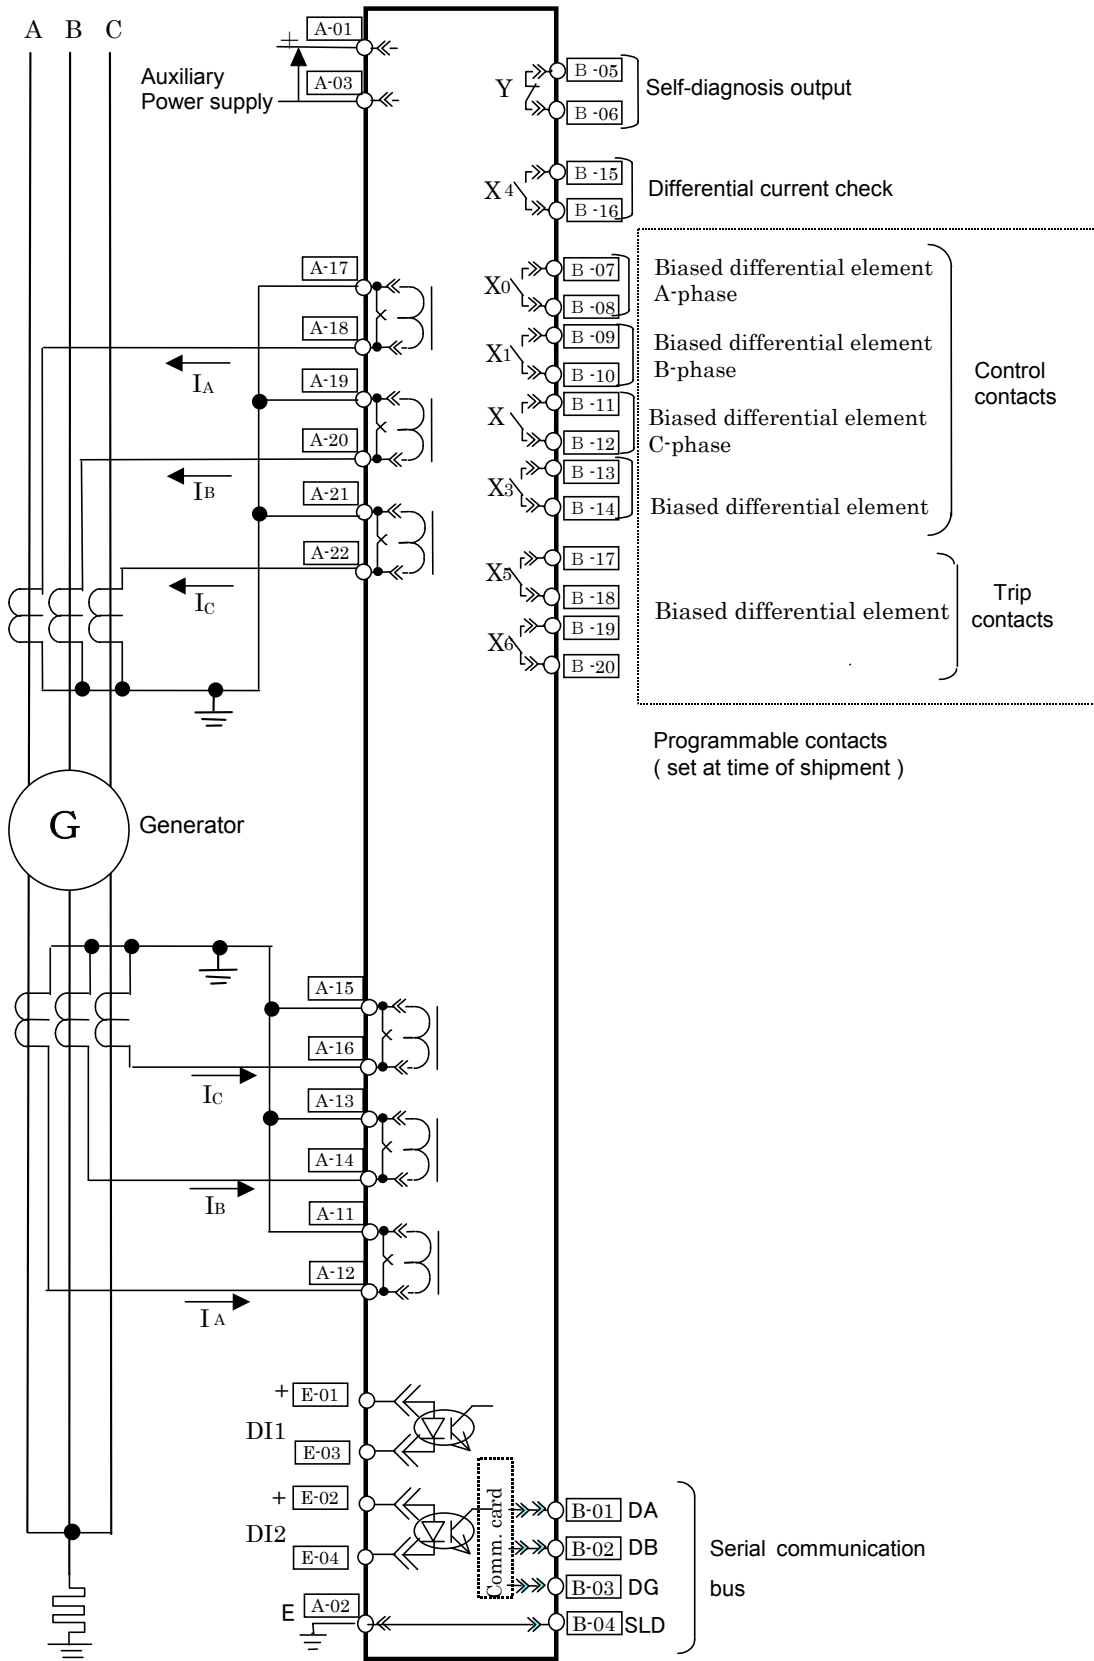 A B C
A-01
+
Auxiliary
Power supply
A-03
Y
B -05
B -06
Self-diagnosis output
X4
B -15
B -16
Differential current check
A-17
A-18
IA
A-19
A-20
IB
A-21
A-22
IC
X0
B -07
B -08
Biased differential element
A-phase
X1
B -09
B -10
Biased differential element
B-phase
X
B -11
B -12
Biased differential element
C-phase
X3
B -13
B -14
Biased differential element
Control
contacts
X5
B -17
B -18
X6
B -19
B -20
Biased differential element
Trip
contacts
Programmable contacts
( set at time of shipment )
G
Generator
A-15
A-16
IC
A-13
A-14
IB
A-11
A-12
IA
+ E-01
DI1
E-03
+ E-02
DI2
E-04
E
A-02
Comm. card
B-01 DA
B-02 DB
B-03 DG
B-04 SLD
Serial communication
bus